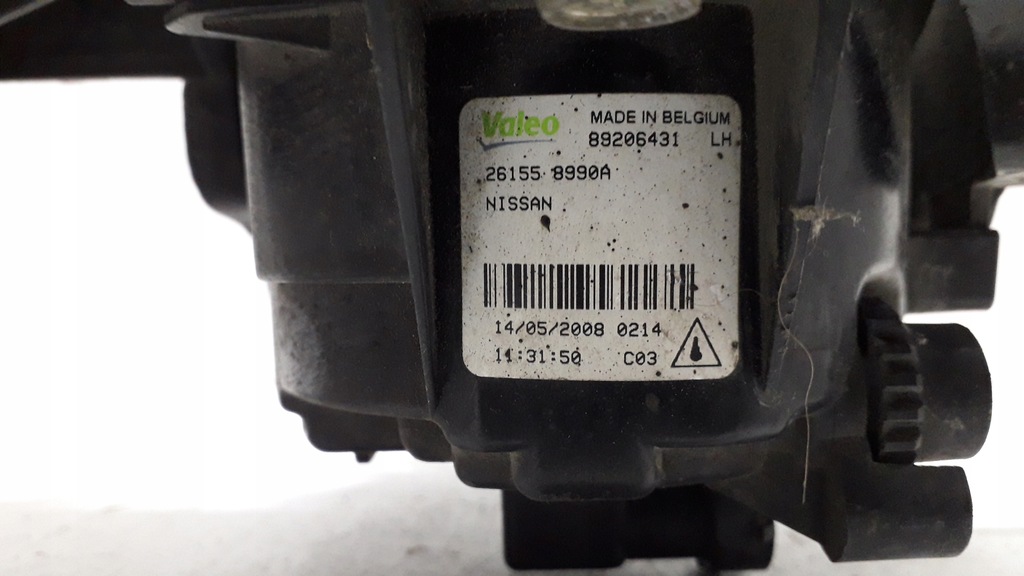 Valeo MADE IN BELGIUM
89206431 LH
26155 8990A
NISSAN
14/05/2008 0214
11:31:50 C03